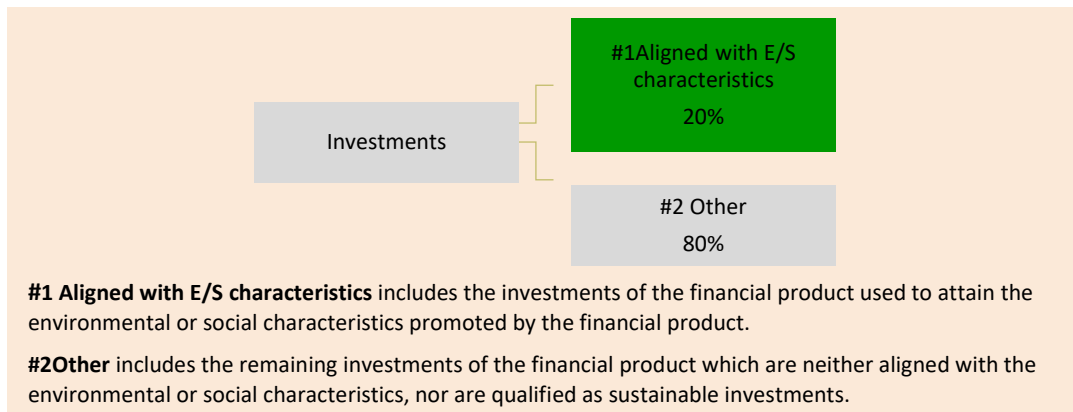 #1Aligned with E/S
characteristics
20%
Investments
#2 Other
80%
#1 Aligned with E/S characteristics includes the investments of the financial product used to attain the
environmental or social characteristics promoted by the financial product.
#2Other includes the remaining investments of the financial product which are neither aligned with the
environmental or social characteristics, nor are qualified as sustainable investments.